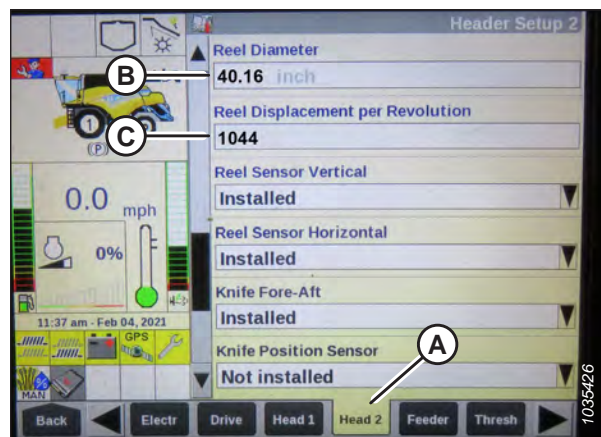 Header Setup 2
Reel Diameter
B
40.16 inch
Reel Displacement per Revolution
C
1044
1
1
(P)
Reel Sensor Vertical
Installed
0.0 mph
Reel Sensor Horizontal
Installed
0%
Knife Fore-Aft
Installed
11:37 am - Feb 04, 2021
GPS
Knife Position Sensor
A
Not installed
%
MAN
Back
Electr
Drive
Head 1
Head 2
Feeder
Thresh
1035426